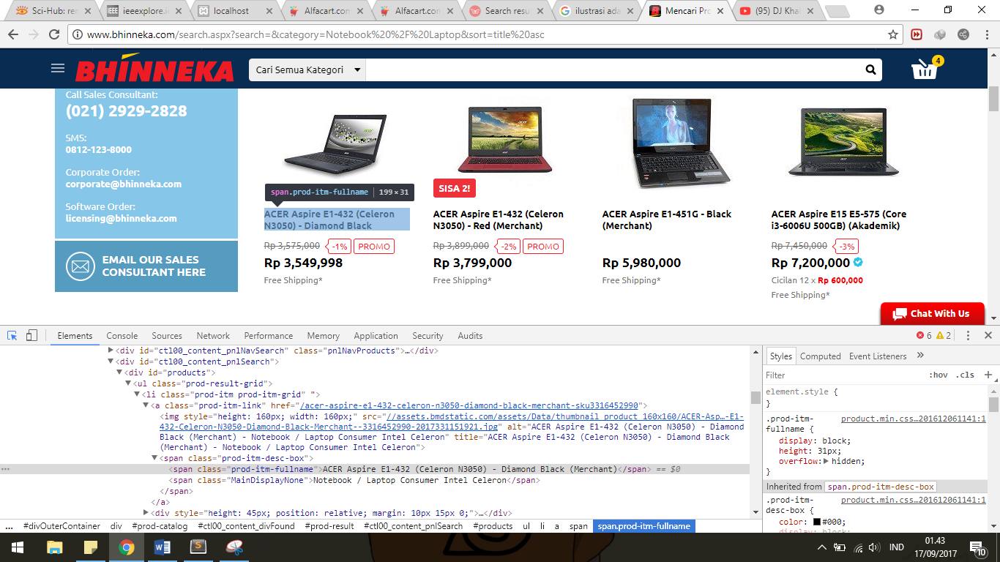 Sci-Hub: rer
ieeexplore.i
localhost
Alfacart.con
Alfacart.con
Search resu
ilustrasi ada
Mencari Pro
(95) DJ Kha
www.bhinneka.com/search.aspx?search=&category=Notebook%20%2F%20Laptop&sort=title%20asc
BHINNEKA
Cari Semua Kategori
4
Call Sales Consultant:
(021) 2929-2828
SMS:
0812-123-8000
Corporate Order:
corporate@bhinneka.com
Software Order:
licensing@bhinneka.com
EMAIL OUR SALES
CONSULTANT HERE
span.prod-itm-fullname | 199 × 31
ACER Aspire E1-432 (Celeron
N3050) - Diamond Black
Rp 3,575,000 -1% PROMO
Rp 3,549,998
Free Shipping*
SISA 2!
ACER Aspire E1-432 (Celeron
N3050) - Red (Merchant)
Rp 3,899,000 -2% PROMO
Rp 3,799,000
Free Shipping*
ACER Aspire E1-451G - Black
(Merchant)
Rp 5,980,000
Free Shipping*
ACER Aspire E15 E5-575 (Core
i3-6006U 500GB) (Akademik)
Rp 7,450,000 -3%
Rp 7,200,000
Cicilan 12 x Rp 600,000
Free Shipping*
Chat With Us
Elements Console Sources Network Performance Memory Application Security Audits
6 2
<div id="ctl00_content_pnlNavSearch" class="pnlNavProducts">…</div>
<div id="ctl00_content_pnlSearch">
<div id="products">
<ul class="prod-result-grid">
<li class="prod-itm prod-itm-grid ">
<a class="prod-itm-link" href="/acer-aspire-e1-432-celeron-n3050-diamond-black-merchant-sku3316452990">
<img style="height: 160px; width: 160px;" src="//assets.bmdstatic.com/assets/Data/thumbnail product 160x160/ACER-Asp…-E1-
432-Celeron-N3050-Diamond-Black-Merchant--3316452990-2017331151921.jpg" alt="ACER Aspire E1-432 (Celeron N3050) - Diamond
Black (Merchant) - Notebook / Laptop Consumer Intel Celeron" title="ACER Aspire E1-432 (Celeron N3050) - Diamond Black
(Merchant) - Notebook / Laptop Consumer Intel Celeron">
<span class="prod-itm-desc-box">
<span class="prod-itm-fullname">ACER Aspire E1-432 (Celeron N3050) - Diamond Black (Merchant)</span> == $0
<span class="MainDisplayNone">Notebook / Laptop Consumer Intel Celeron</span>
</span>
</a>
<div style="height: 45px; position: relative; margin: 10px 15px 0;">…</div>
... #divOuterContainer div #prod-catalog #ctl00_content_divFound #prod-result #ctl00_content_pnlSearch #products ul li a span span.prod-itm-fullname
Styles Computed Event Listeners »
Filter :hov .cls +
element.style {
}
.prod-itm- product.min.css…201612061141:1
fullname {
display: block;
height: 31px;
overflow: hidden;
}
Inherited from span.prod-itm-desc-box
.prod-itm- product.min.css…201612061141:1
desc-box {
color: #000;
display: block;
IND
01.43
17/09/2017
10